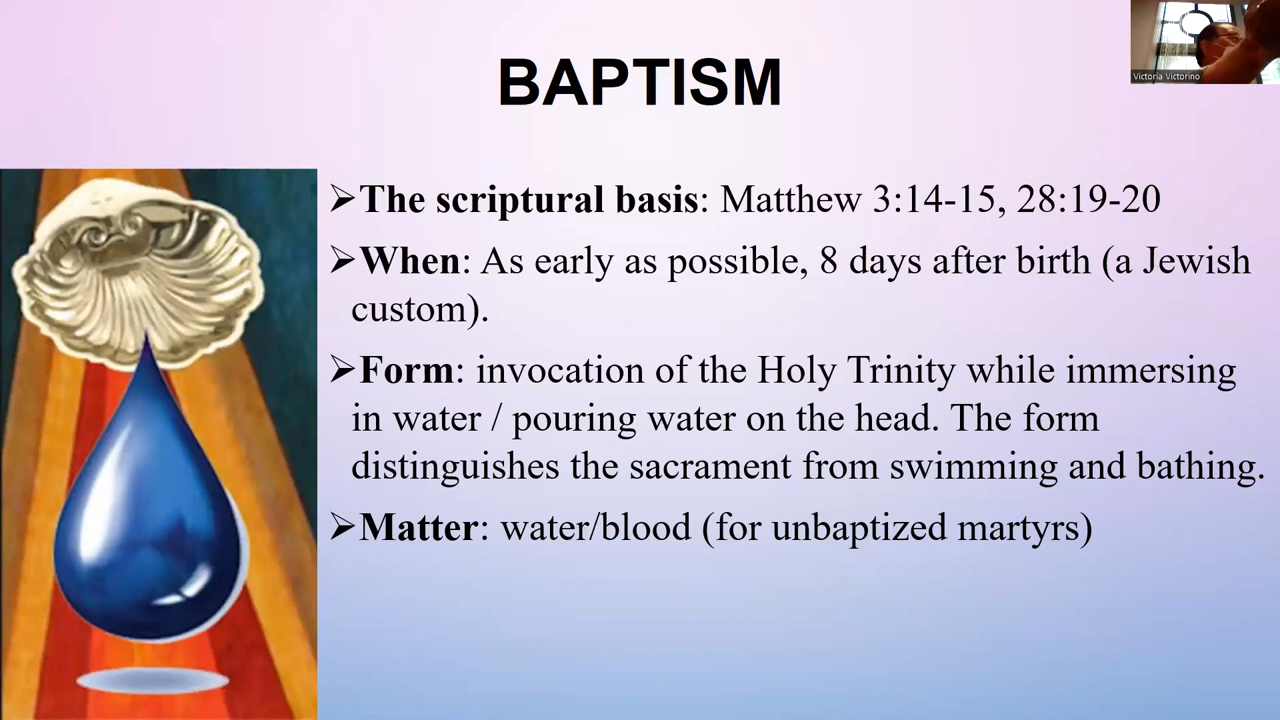 BAPTISM
Victoria Victorino
➢The scriptural basis: Matthew 3:14-15, 28:19-20
➢When: As early as possible, 8 days after birth (a Jewish
custom).
➢Form: invocation of the Holy Trinity while immersing
in water / pouring water on the head. The form
distinguishes the sacrament from swimming and bathing.
➢Matter: water/blood (for unbaptized martyrs)